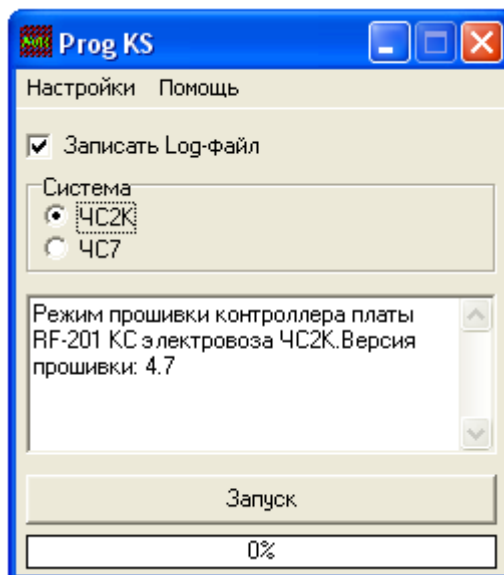 Prog KS
Настройки Помощь
Записать Log-файл
Система
ЧС2К
ЧС7
Режим прошивки контроллера платы
RF-201 КС электровоза ЧС2К.Версия
прошивки: 4.7
Запуск
0%